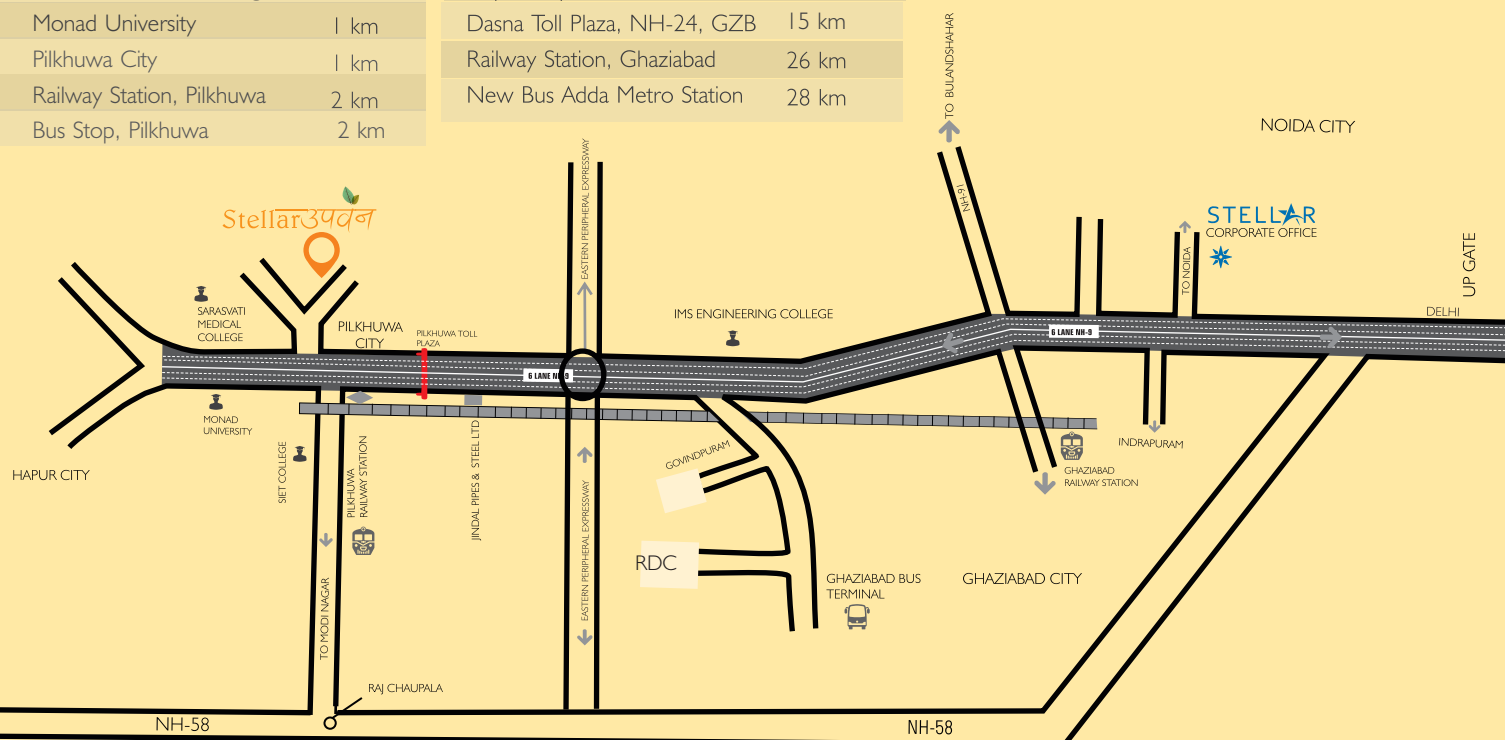 Monad University 1 km
Pilkhuwa City 1 km
Railway Station, Pilkhuwa 2 km
Bus Stop, Pilkhuwa 2 km
Dasna Toll Plaza, NH-24, GZB 15 km
Railway Station, Ghaziabad 26 km
New Bus Adda Metro Station 28 km
TO BULANDSHAHAR
NOIDA CITY
EASTERN PERIPHERAL EXPRESSWAY
NH-91
Stellar उपवन
STELLAR
CORPORATE OFFICE
TO NOIDA
UP GATE
SARASVATI
MEDICAL
COLLEGE
PILKHUWA
CITY
PILKHUWA TOLL
PLAZA
IMS ENGINEERING COLLEGE
DELHI
6 LANE NH-9
6 LANE NH-9
MONAD
UNIVERSITY
HAPUR CITY
SIET COLLEGE
PILKHUWA
RAILWAY STATION
JINDAL PIPES & STEEL LTD
GOVINDPURAM
INDRAPURAM
GHAZIABAD
RAILWAY STATION
EASTERN PERIPHERAL EXPRESSWAY
RDC
GHAZIABAD BUS
TERMINAL
GHAZIABAD CITY
TO MODI NAGAR
RAJ CHAUPALA
NH-58
NH-58